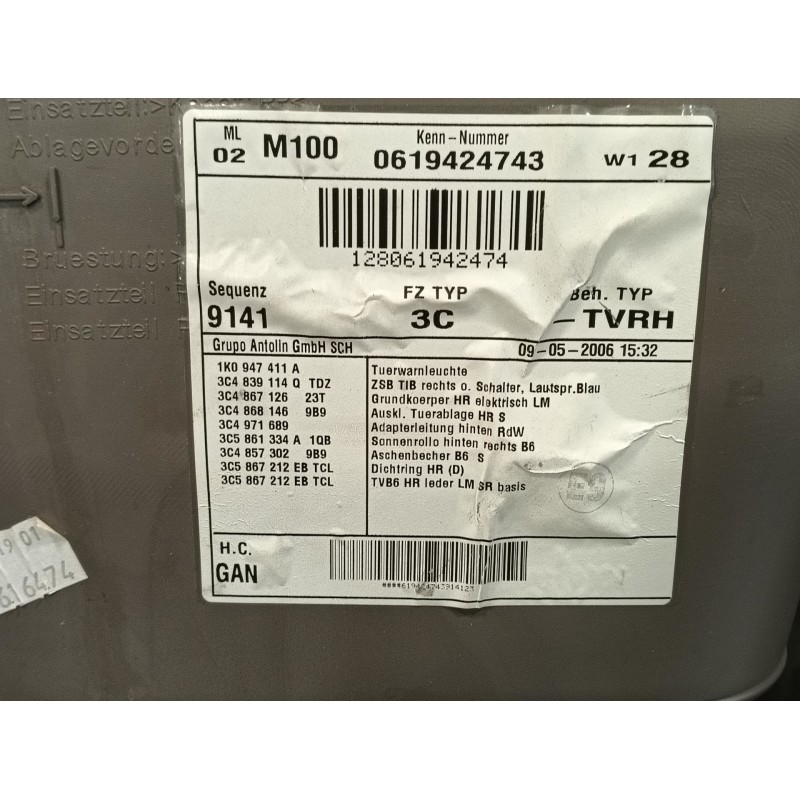 Einsatzteil:
Ablagevorde
Bruestung:>
Einsatzteil
Einsatzteil
ML
02 M100
Kenn-Nummer
0619424743
W1 28
128061942474
Sequenz
9141
FZ TYP
3C
Beh. TYP
-TVRH
Grupo Antolin GmbH SCH
09-05-2006 15:32
1K0 947 411 A
Tuerwarnleuchte
3C4 839 114 Q TDZ
ZSB TIB rechts o. Schalter, Lautspr.Blau
3C4 867 126 23T
Grundkoerper HR elektrisch LM
3C4 868 146 9B9
Auskl. Tuerablage HR S
3C4 971 689
Adapterleitung hinten RdW
3C5 861 334 A 1QB
Sonnenrollo hinten rechts B6
3C4 857 302 9B9
Aschenbecher B6 S
3C5 867 212 EB TCL
Dichtring HR (D)
3C5 867 212 EB TCL
TVB6 HR leder LM SR basis
H.C.
GAN
****61942474391412
19 01
616474